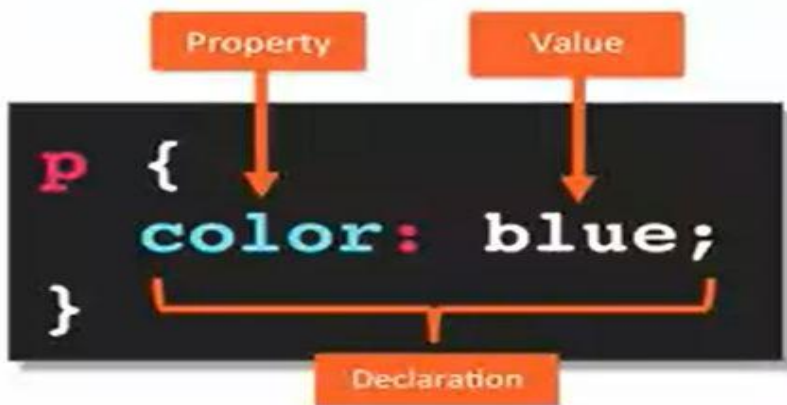 Property Value
p {
color: blue;
}
Declaration